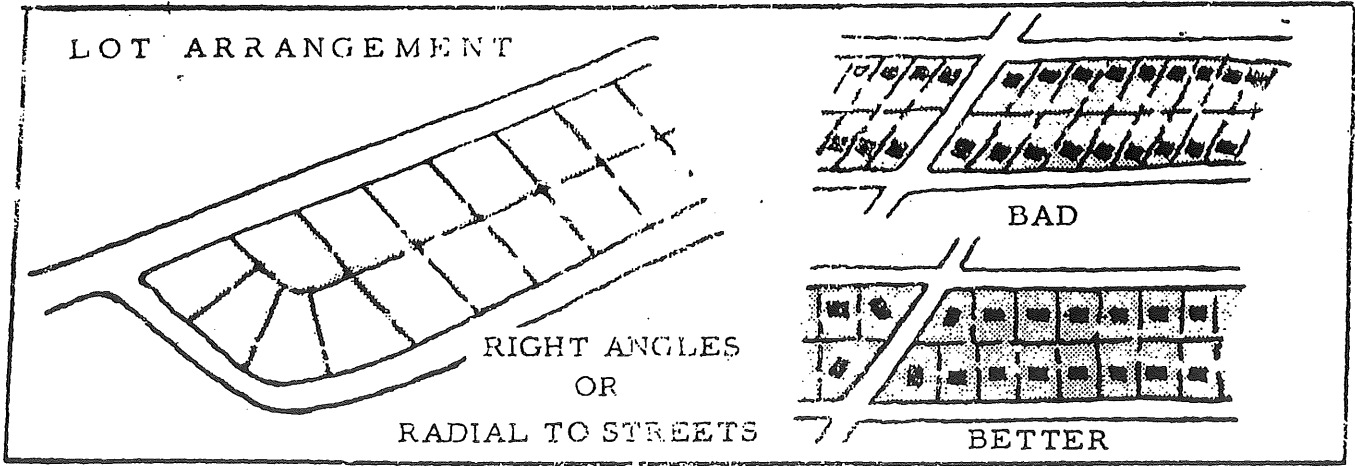 LOT ARRANGEMENT
BAD
RIGHT ANGLES
OR
RADIAL TO STREETS
BETTER